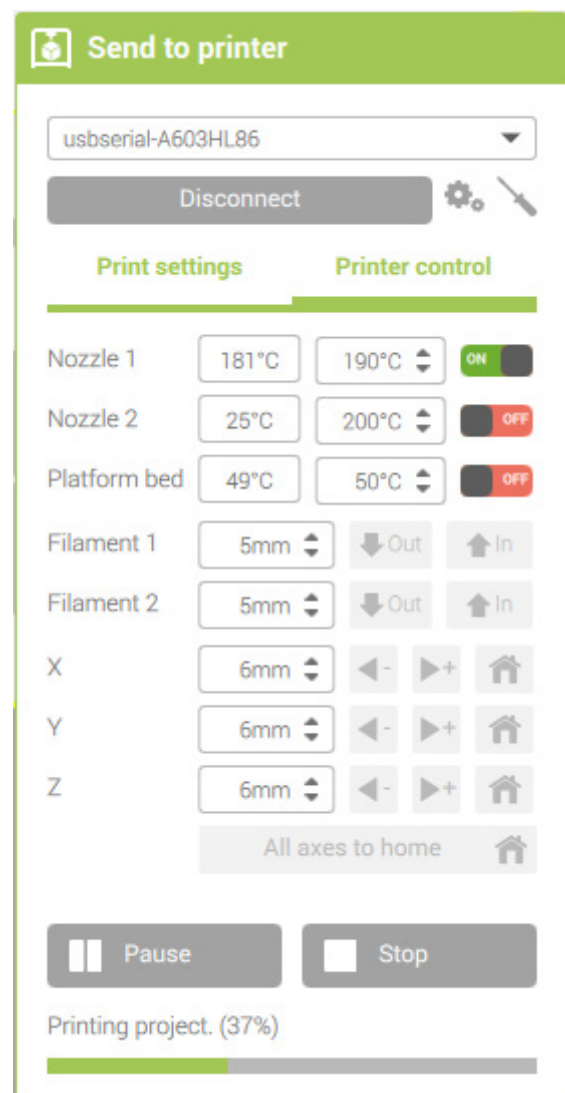 Send to printer
usbserial-A603HL86
Disconnect
Print settings Printer control
Nozzle 1 181°C 190°C ON
Nozzle 2 25°C 200°C OFF
Platform bed 49°C 50°C OFF
Filament 1 5mm Out In
Filament 2 5mm Out In
X 6mm - +
Y 6mm - +
Z 6mm - +
All axes to home
Pause Stop
Printing project. (37%)